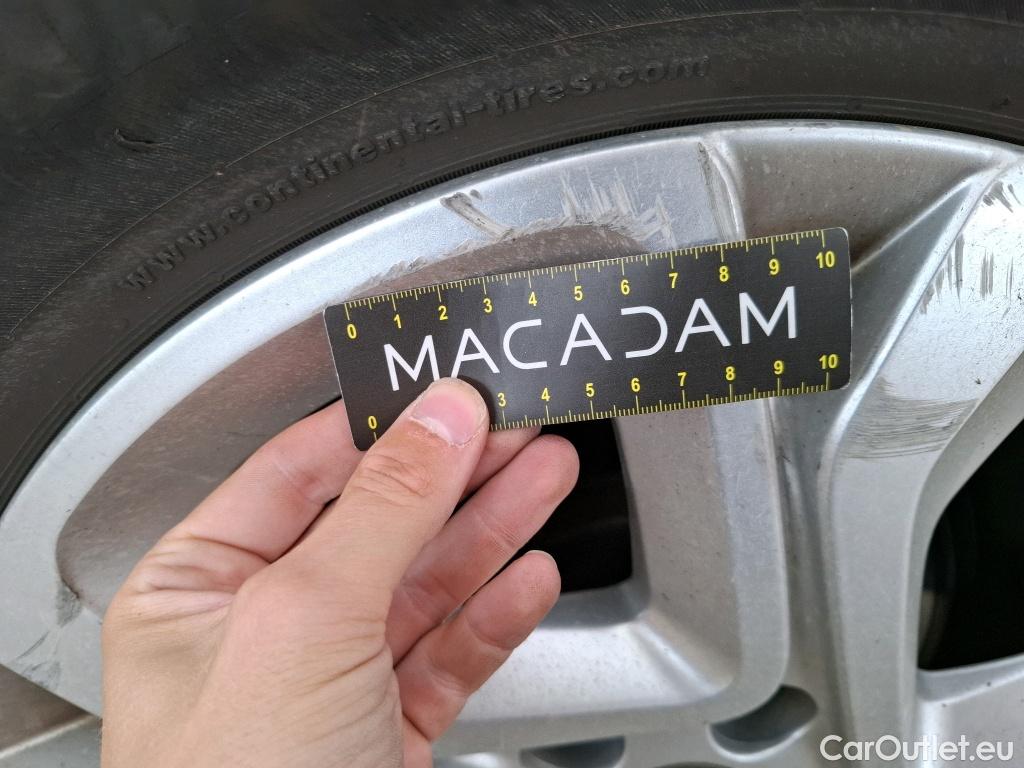 www.continental-tires.com
0 1 2 3 4 5 6 7 8 9 10
MACADAM
0 3 4 5 6 7 8 9 10
CarOutlet.eu